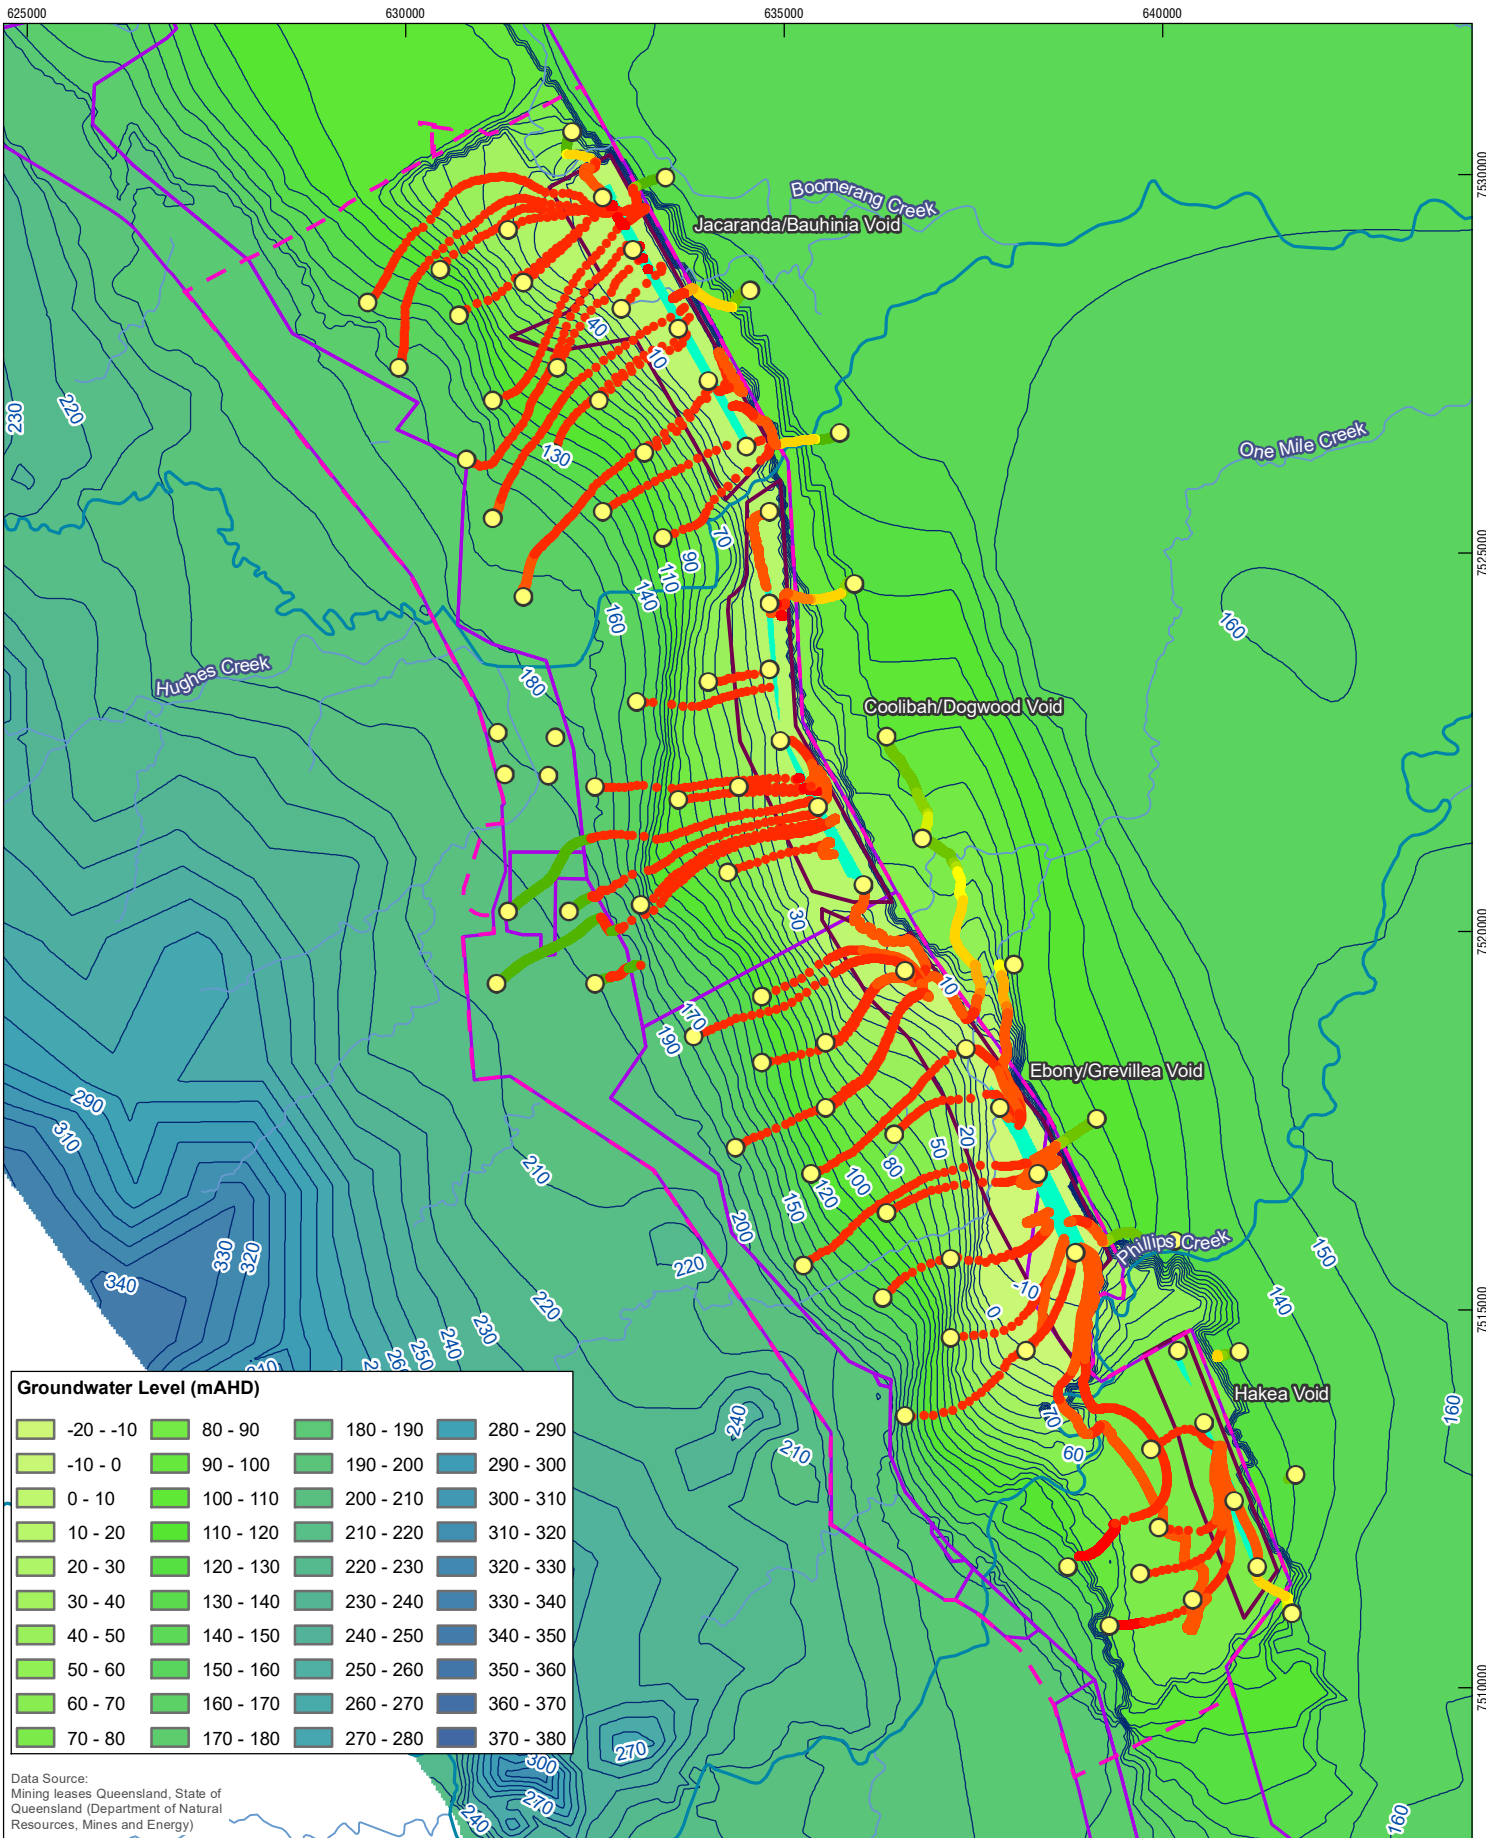 625000
630000
635000
640000
7530000
7525000
7520000
7515000
7510000
Boomerang Creek
Jacaranda/Bauhinia Void
One Mile Creek
Hughes Creek
Coolibah/Dogwood Void
Ebony/Grevillea Void
Phillips Creek
Hakea Void
230
220
40
10
130
70
90
110
140
160
180
160
30
10
170
190
290
310
210
20
50
80
100
120
150
200
220
330
320
340
-10
0
150
140
220
230
240
250
240
210
70
60
160
270
300
270
240
160
Groundwater Level (mAHD)
-20 - -10
80 - 90
180 - 190
280 - 290
-10 - 0
90 - 100
190 - 200
290 - 300
0 - 10
100 - 110
200 - 210
300 - 310
10 - 20
110 - 120
210 - 220
310 - 320
20 - 30
120 - 130
220 - 230
320 - 330
30 - 40
130 - 140
230 - 240
330 - 340
40 - 50
140 - 150
240 - 250
340 - 350
50 - 60
150 - 160
250 - 260
350 - 360
60 - 70
160 - 170
260 - 270
360 - 370
70 - 80
170 - 180
270 - 280
370 - 380
Data Source:
Mining leases Queensland, State of
Queensland (Department of Natural
Resources, Mines and Energy)